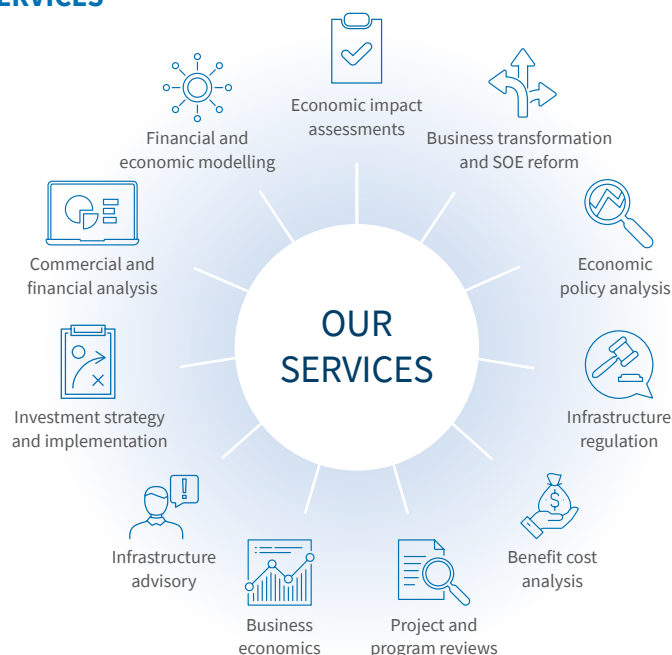 SERVICES
Economic impact
assessments
Business transformation
and SOE reform
Economic
policy analysis
Infrastructure
regulation
Benefit cost
analysis
Project and
program reviews
Business
economics
Infrastructure
advisory
Investment strategy
and implementation
Commercial and
financial analysis
Financial and
economic modelling
OUR
SERVICES